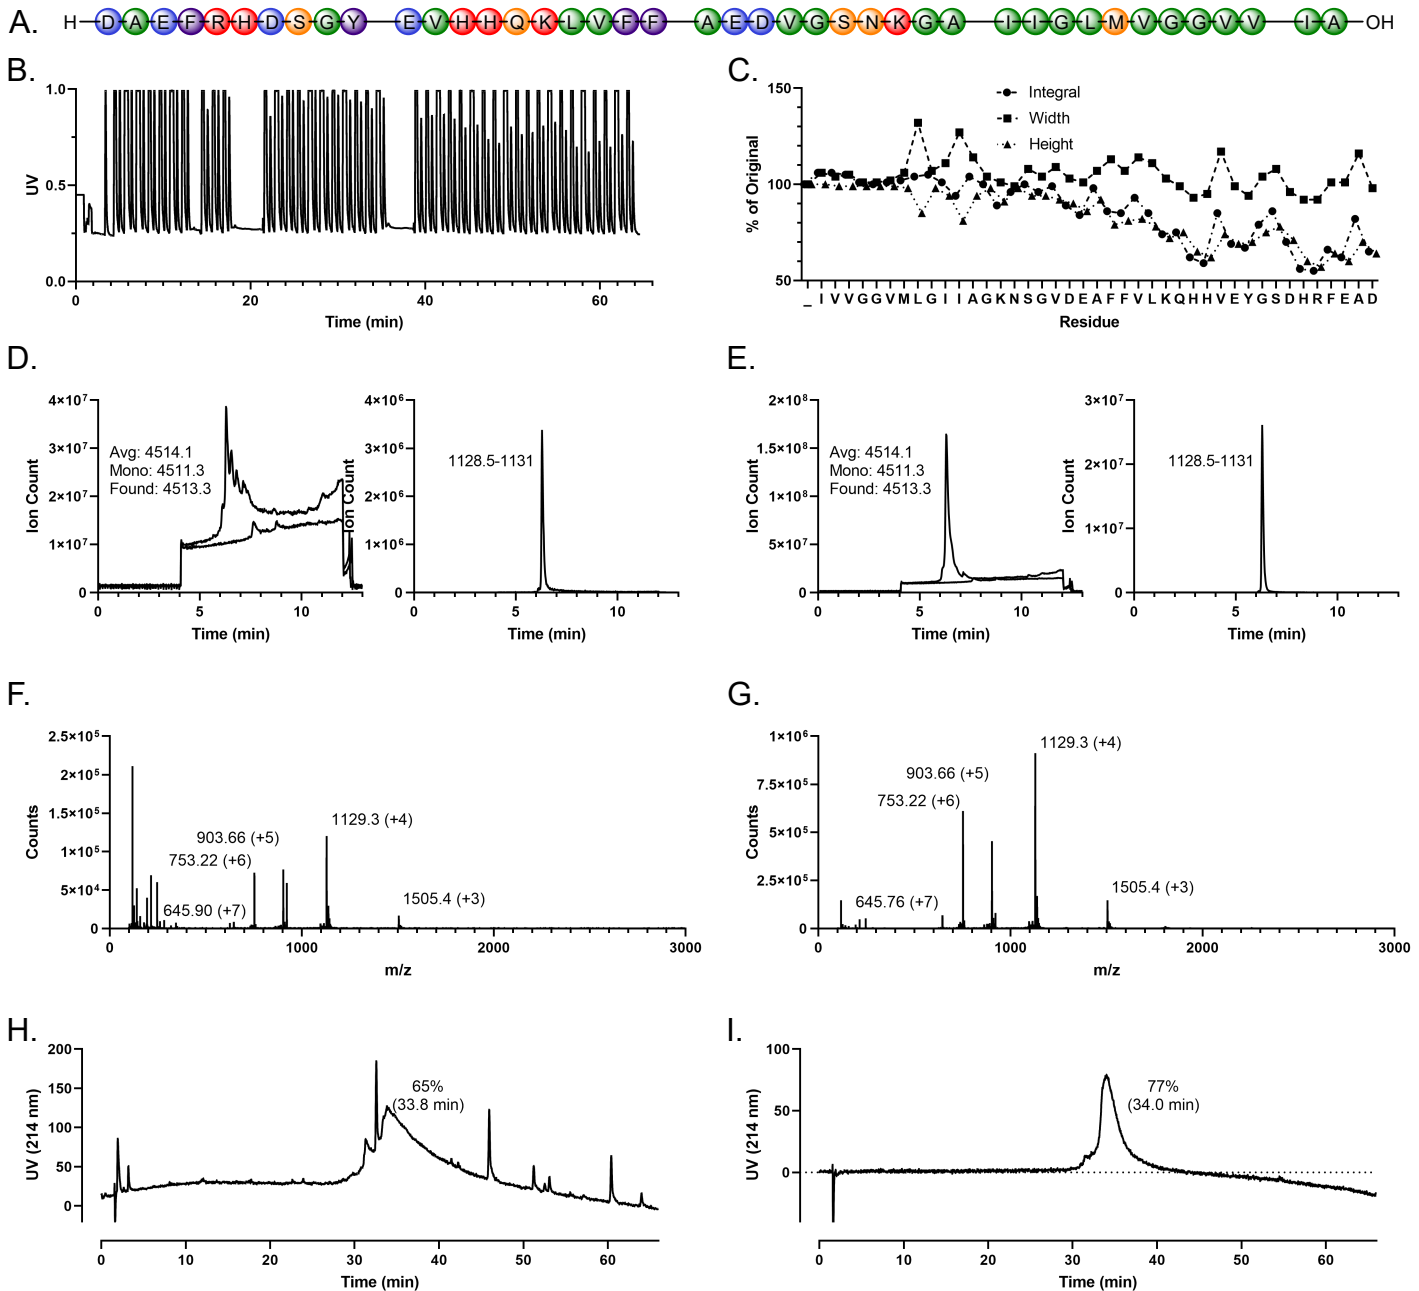 A. H D A E F R H D S G Y E V H H Q K L V F F A E D V G S N K G A I I G L M V G G V V I A OH
B.
1.0
0.5
0.0
UV
0 20 40 60
Time (min)
C.
Integral
Width
Height
150
100
50
% of Original
_ I V V G G V M L G I I A G K N S G V D E A F F V L K Q H H V E Y G S D H R F E A D
Residue
D.
4×10⁷
3×10⁷
2×10⁷
1×10⁷
0
Ion Count
Avg: 4514.1
Mono: 4511.3
Found: 4513.3
0 5 10
Time (min)
4×10⁶
3×10⁶
2×10⁶
1×10⁶
0
Ion Count
1128.5-1131
0 5 10
Time (min)
E.
2×10⁸
1.5×10⁸
1×10⁸
5×10⁷
0
Ion Count
Avg: 4514.1
Mono: 4511.3
Found: 4513.3
0 5 10
Time (min)
3×10⁷
2×10⁷
1×10⁷
0
Ion Count
1128.5-1131
0 5 10
Time (min)
F.
2.5×10⁵
2×10⁵
1.5×10⁵
1×10⁵
5×10⁴
0
Counts
1129.3 (+4)
903.66 (+5)
753.22 (+6)
645.90 (+7)
1505.4 (+3)
0 1000 2000 3000
m/z
G.
1×10⁶
7.5×10⁵
5×10⁵
2.5×10⁵
0
Counts
1129.3 (+4)
903.66 (+5)
753.22 (+6)
645.76 (+7)
1505.4 (+3)
0 1000 2000 3000
m/z
H.
200
150
100
50
0
UV (214 nm)
65%
(33.8 min)
0 10 20 30 40 50 60
Time (min)
I.
100
50
0
UV (214 nm)
77%
(34.0 min)
0 10 20 30 40 50 60
Time (min)